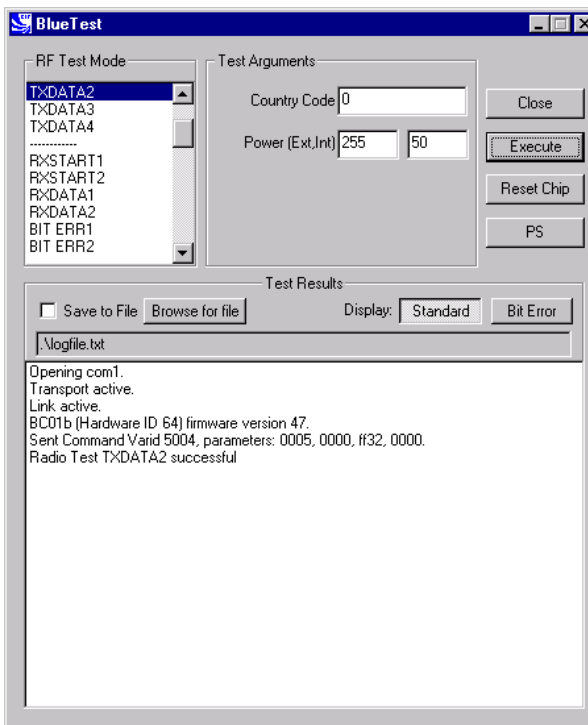 BlueTest
RF Test Mode
TXDATA2
TXDATA3
TXDATA4
-----------
RXSTART1
RXSTART2
RXDATA1
RXDATA2
BIT ERR1
BIT ERR2
Test Arguments
Country Code 0
Power (Ext,Int) 255 50
Close
Execute
Reset Chip
PS
Test Results
Save to File Browse for file Display: Standard Bit Error
.\logfile.txt
Opening com1.
Transport active.
Link active.
BC01b (Hardware ID 64) firmware version 47.
Sent Command Varid 5004, parameters: 0005, 0000, ff32, 0000.
Radio Test TXDATA2 successful